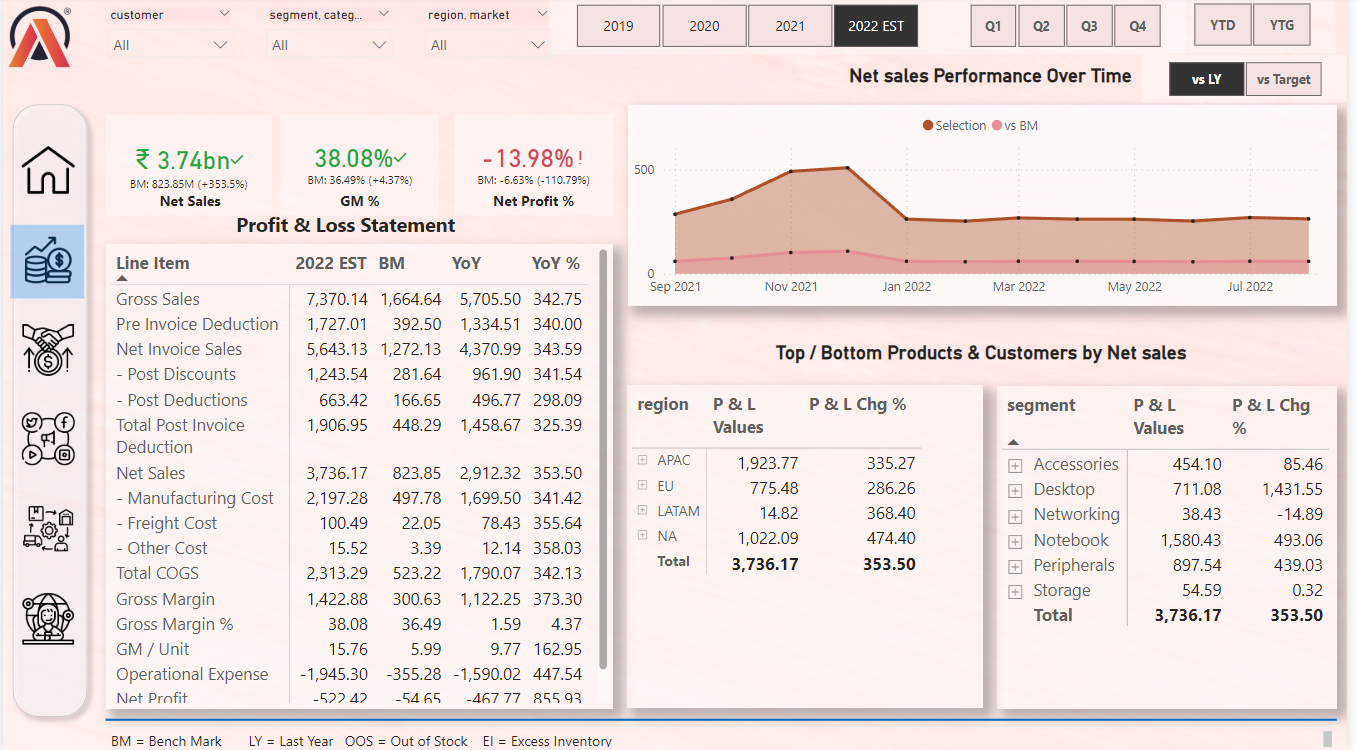 ®
customer
segment, categ...
region, market
All
All
All
2019
2020
2021
2022 EST
Q1
Q2
Q3
Q4
YTD
YTG
Net sales Performance Over Time
vs LY
vs Target
₹ 3.74bn
BM: 823.85M (+353.5%)
Net Sales
38.08%
BM: 36.49% (+4.37%)
GM %
-13.98% !
BM: -6.63% (-110.79%)
Net Profit %
Selection vs BM
500
0
Sep 2021 Nov 2021 Jan 2022 Mar 2022 May 2022 Jul 2022
Profit & Loss Statement
Line Item 2022 EST BM YoY YoY %
Gross Sales 7,370.14 1,664.64 5,705.50 342.75
Pre Invoice Deduction 1,727.01 392.50 1,334.51 340.00
Net Invoice Sales 5,643.13 1,272.13 4,370.99 343.59
- Post Discounts 1,243.54 281.64 961.90 341.54
- Post Deductions 663.42 166.65 496.77 298.09
Total Post Invoice 1,906.95 448.29 1,458.67 325.39
Deduction
Net Sales 3,736.17 823.85 2,912.32 353.50
- Manufacturing Cost 2,197.28 497.78 1,699.50 341.42
- Freight Cost 100.49 22.05 78.43 355.64
- Other Cost 15.52 3.39 12.14 358.03
Total COGS 2,313.29 523.22 1,790.07 342.13
Gross Margin 1,422.88 300.63 1,122.25 373.30
Gross Margin % 38.08 36.49 1.59 4.37
GM / Unit 15.76 5.99 9.77 162.95
Operational Expense -1,945.30 -355.28 -1,590.02 447.54
Net Profit -522.42 -54.65 -467.77 855.93
Top / Bottom Products & Customers by Net sales
region P & L P & L Chg %
Values
APAC 1,923.77 335.27
EU 775.48 286.26
LATAM 14.82 368.40
NA 1,022.09 474.40
Total 3,736.17 353.50
segment P & L P & L Chg
Values %
Accessories 454.10 85.46
Desktop 711.08 1,431.55
Networking 38.43 -14.89
Notebook 1,580.43 493.06
Peripherals 897.54 439.03
Storage 54.59 0.32
Total 3,736.17 353.50
BM = Bench Mark LY = Last Year OOS = Out of Stock EI = Excess Inventory